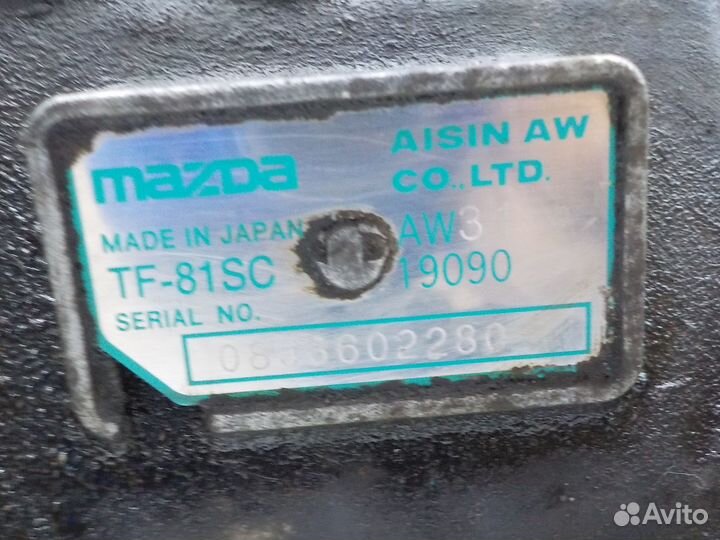 mazda
AISIN AW
CO.,LTD.
MADE IN JAPAN
AW3
TF-81SC
19090
SERIAL NO.
Avito